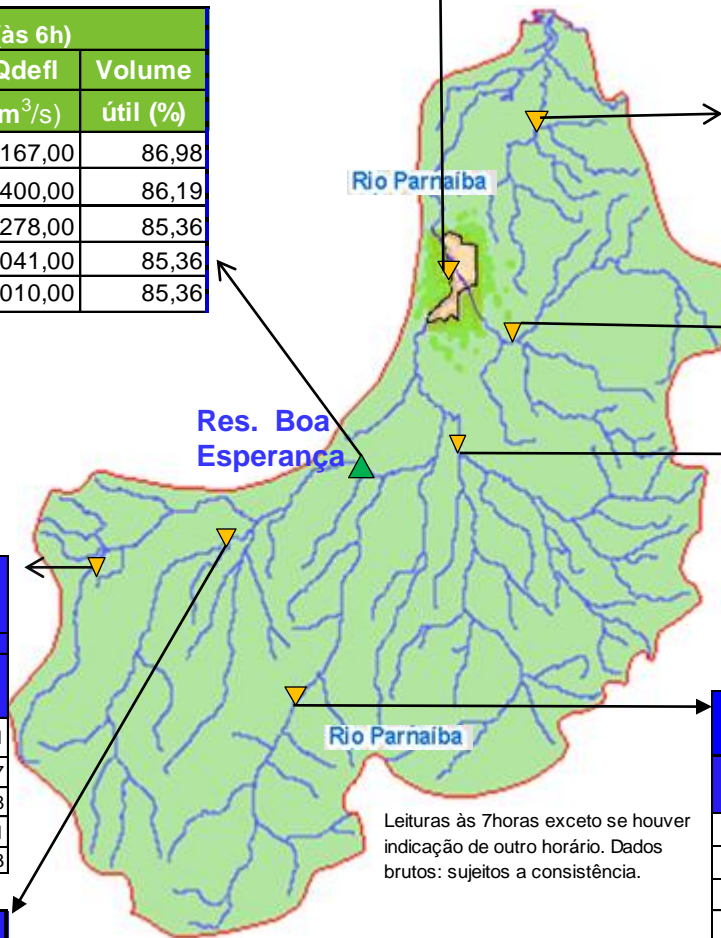 (às 6h)
Qdefl Volume
m³/s) útil (%)
167,00 86,98
400,00 86,19
278,00 85,36
041,00 85,36
010,00 85,36
Rio Parnaíba
Res. Boa
Esperança
Rio Parnaíba
Leituras às 7horas exceto se houver
indicação de outro horário. Dados
brutos: sujeitos a consistência.